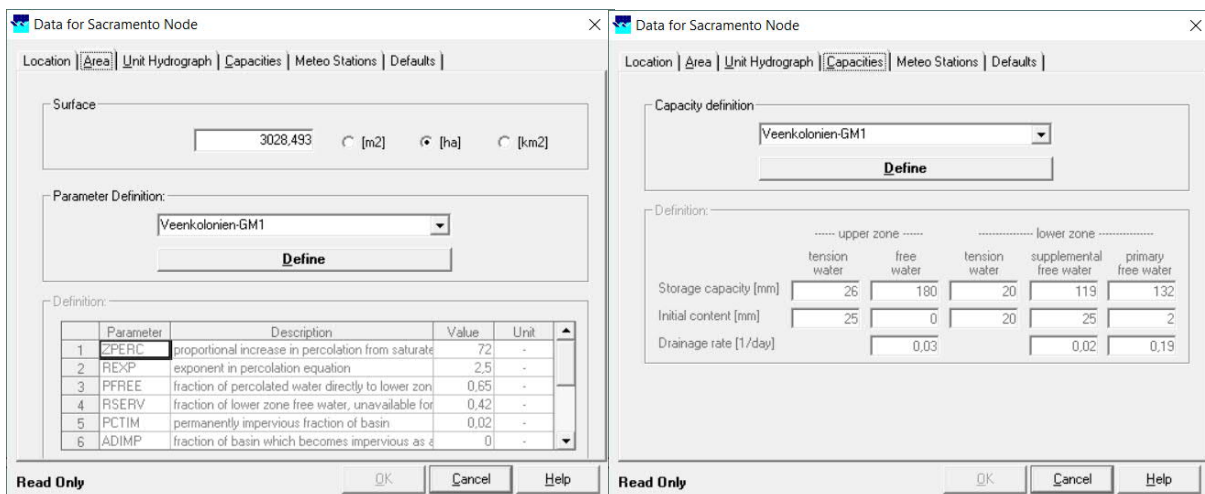 Data for Sacramento Node
Location Area Unit Hydrograph Capacities Meteo Stations Defaults
Surface
3028,493 [m2] [ha] [km2]
Parameter Definition:
Veenkolonien-GM1
Define
Definition:
Parameter Description Value Unit
1 ZPERC proportional increase in percolation from saturate 72 -
2 REXP exponent in percolation equation 2,5 -
3 PFREE fraction of percolated water directly to lower zon 0,65 -
4 RSERV fraction of lower zone free water, unavailable for 0,42 -
5 PCTIM permanently impervious fraction of basin 0,02 -
6 ADIMP fraction of basin which becomes impervious as a 0 -
Read Only OK Cancel Help
Data for Sacramento Node
Location Area Unit Hydrograph Capacities Meteo Stations Defaults
Capacity definition
Veenkolonien-GM1
Define
Definition:
------ upper zone ------ ---------------- lower zone ----------------
tension free tension supplemental primary
water water water free water free water
Storage capacity [mm] 26 180 20 119 132
Initial content [mm] 25 0 20 25 2
Drainage rate [1/day] 0,03 0,02 0,19
Read Only OK Cancel Help